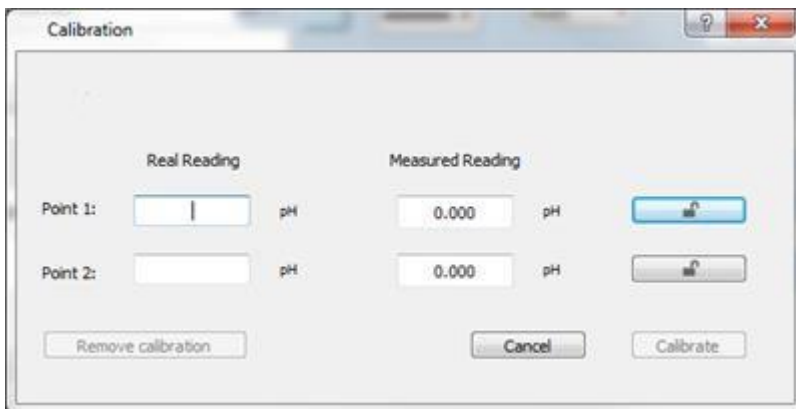 Calibration
Real Reading Measured Reading
Point 1: pH 0.000 pH
Point 2: pH 0.000 pH
Remove calibration Cancel Calibrate